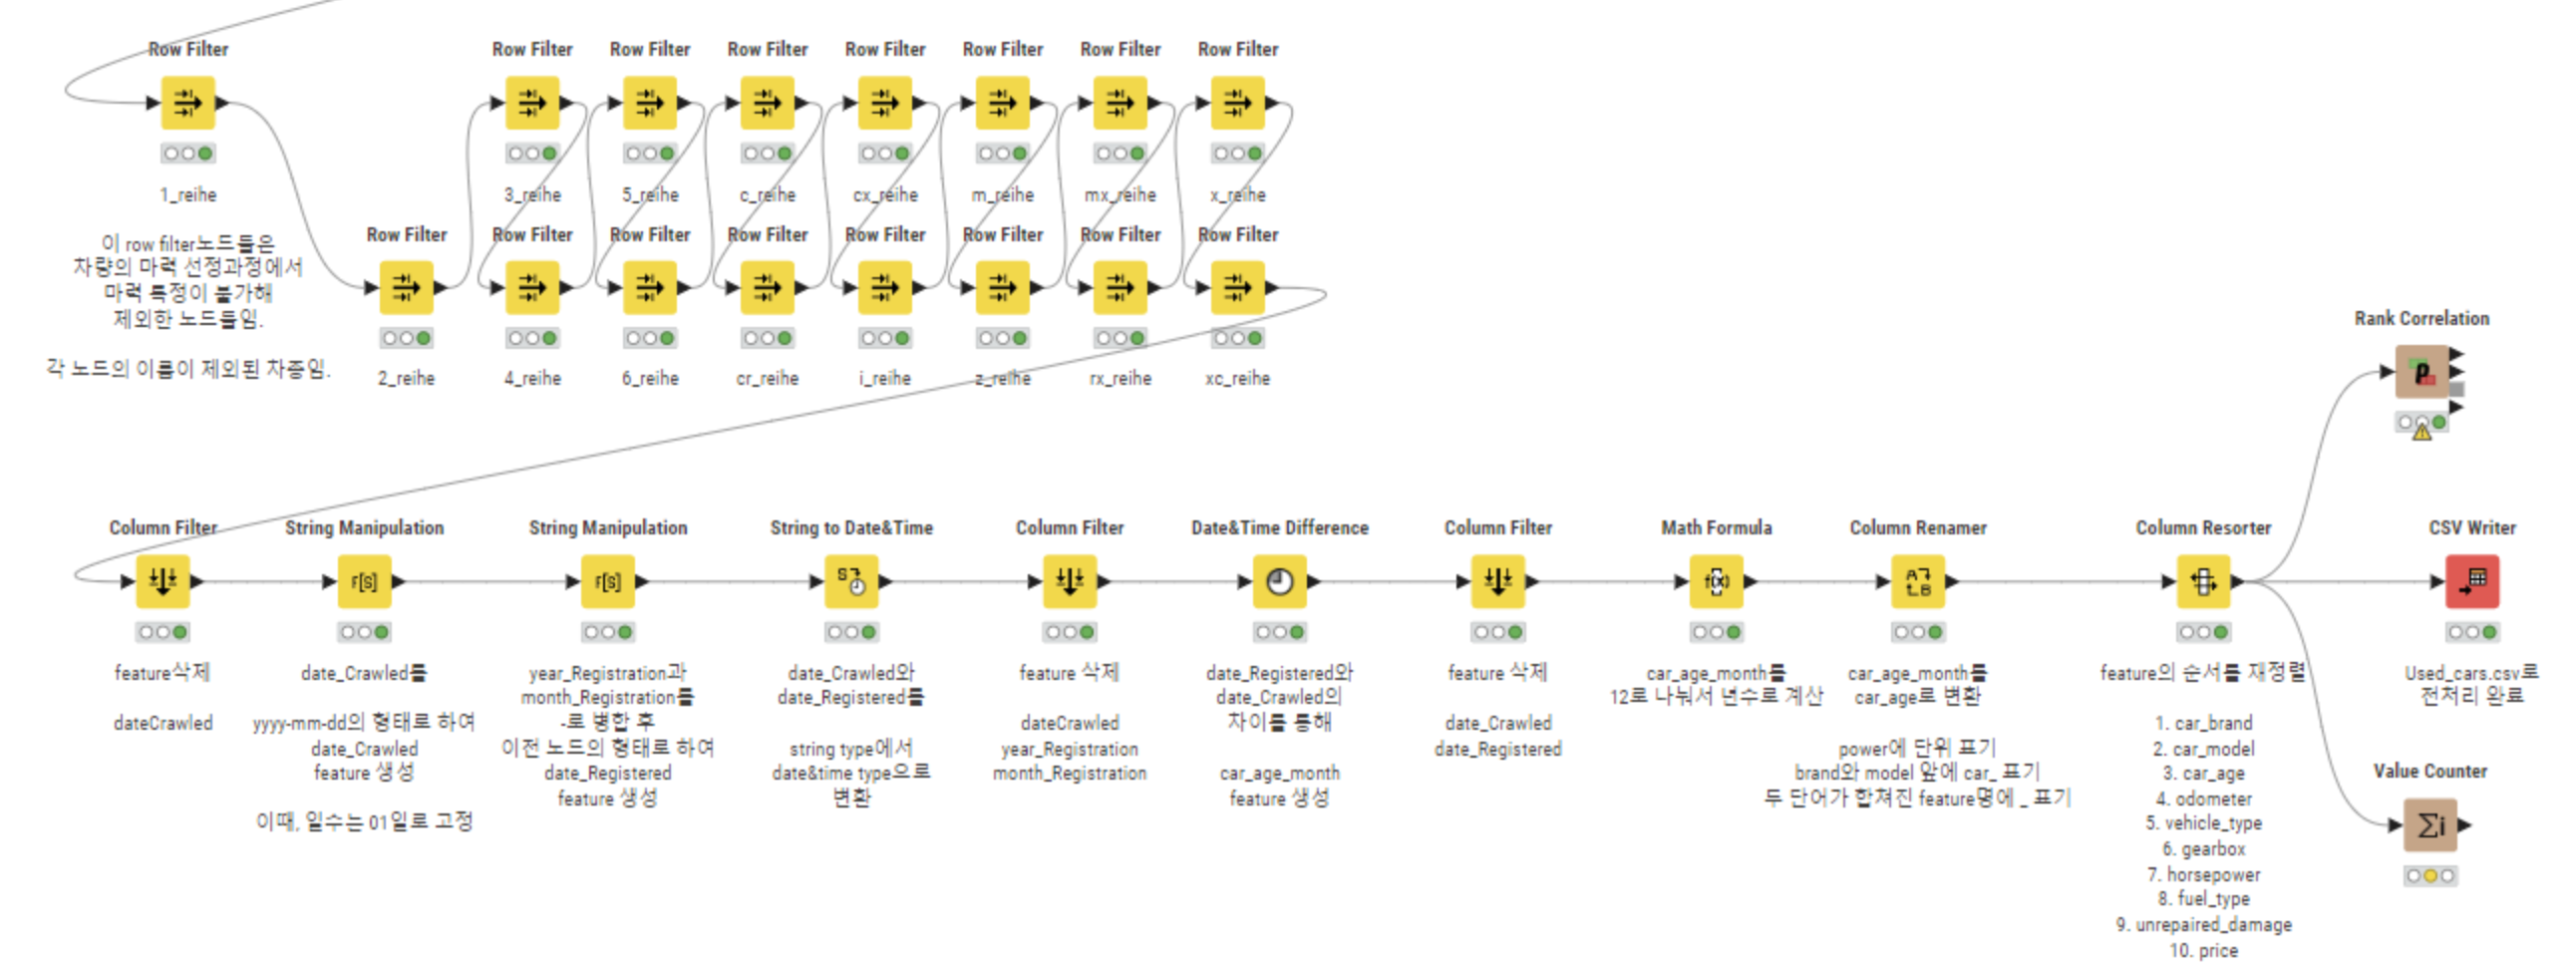 Row Filter
Row Filter
Row Filter
Row Filter
Row Filter
Row Filter
Row Filter
Row Filter
1_reihe
3_reihe
5_reihe
c_reihe
cx_reihe
m_reihe
mx_reihe
x_reihe
이 row filter노드들은
차량의 마력 선정과정에서
마력 특정이 불가해
제외한 노드들임.
각 노드의 이름이 제외된 차종임.
Row Filter
Row Filter
Row Filter
Row Filter
Row Filter
Row Filter
Row Filter
Row Filter
2_reihe
4_reihe
6_reihe
cr_reihe
i_reihe
z_reihe
rx_reihe
xc_reihe
Rank Correlation
Column Filter
feature삭제
dateCrawled
String Manipulation
F[S]
date_Crawled를
yyyy-mm-dd의 형태로 하여
date_Crawled
feature 생성
이때, 일수는 01일로 고정
String Manipulation
F[S]
year_Registration과
month_Registration를
-로 병합 후
이전 노드의 형태로 하여
date_Registered
feature 생성
String to Date&Time
date_Crawled와
date_Registered를
string type에서
date&time type으로
변환
Column Filter
feature 삭제
dateCrawled
year_Registration
month_Registration
Date&Time Difference
date_Registered와
date_Crawled의
차이를 통해
car_age_month
feature 생성
Column Filter
feature 삭제
date_Crawled
date_Registered
Math Formula
f(x)
car_age_month를
12로 나눠서 년수로 계산
Column Renamer
car_age_month를
car_age로 변환
power에 단위 표기
brand와 model 앞에 car_ 표기
두 단어가 합쳐진 feature명에 _ 표기
Column Resorter
feature의 순서를 재정렬
1. car_brand
2. car_model
3. car_age
4. odometer
5. vehicle_type
6. gearbox
7. horsepower
8. fuel_type
9. unrepaired_damage
10. price
CSV Writer
Used_cars.csv로
전처리 완료
Value Counter
Σi